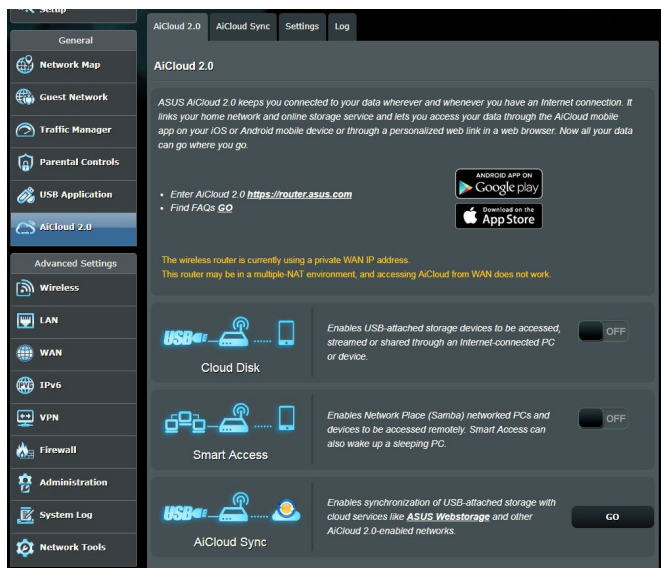 Setup
General
Network Map
Guest Network
Traffic Manager
Parental Controls
USB Application
AiCloud 2.0
Advanced Settings
Wireless
LAN
WAN
IPv6
VPN
Firewall
Administration
System Log
Network Tools
AiCloud 2.0 AiCloud Sync Settings Log
AiCloud 2.0
ASUS AiCloud 2.0 keeps you connected to your data wherever and whenever you have an Internet connection. It
links your home network and online storage service and lets you access your data through the AiCloud mobile
app on your iOS or Android mobile device or through a personalized web link in a web browser. Now all your data
can go where you go.
• Enter AiCloud 2.0 https://router.asus.com
• Find FAQs GO
ANDROID APP ON
Google play
Download on the
App Store
The wireless router is currently using a private WAN IP address.
This router may be in a multiple-NAT environment, and accessing AiCloud from WAN does not work.
USB
Cloud Disk
Enables USB-attached storage devices to be accessed,
streamed or shared through an Internet-connected PC
or device.
OFF
Smart Access
Enables Network Place (Samba) networked PCs and
devices to be accessed remotely. Smart Access can
also wake up a sleeping PC.
OFF
USB
AiCloud Sync
Enables synchronization of USB-attached storage with
cloud services like ASUS Webstorage and other
AiCloud 2.0-enabled networks.
GO